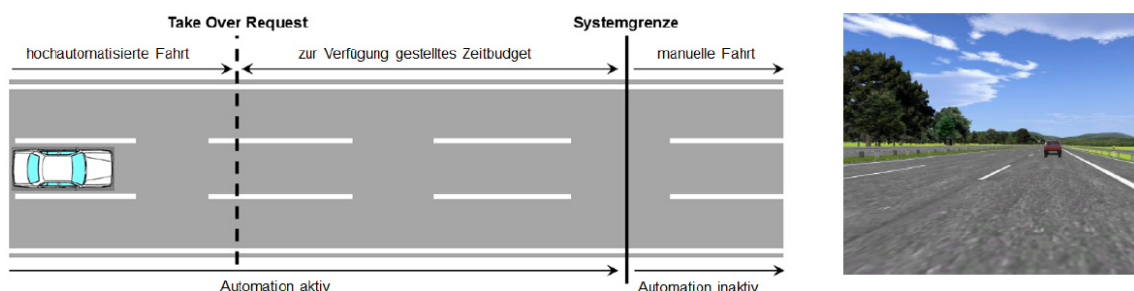 Take Over Request
Systemgrenze
hochautomatisierte Fahrt
zur Verfügung gestelltes Zeitbudget
manuelle Fahrt
Automation aktiv
Automation inaktiv